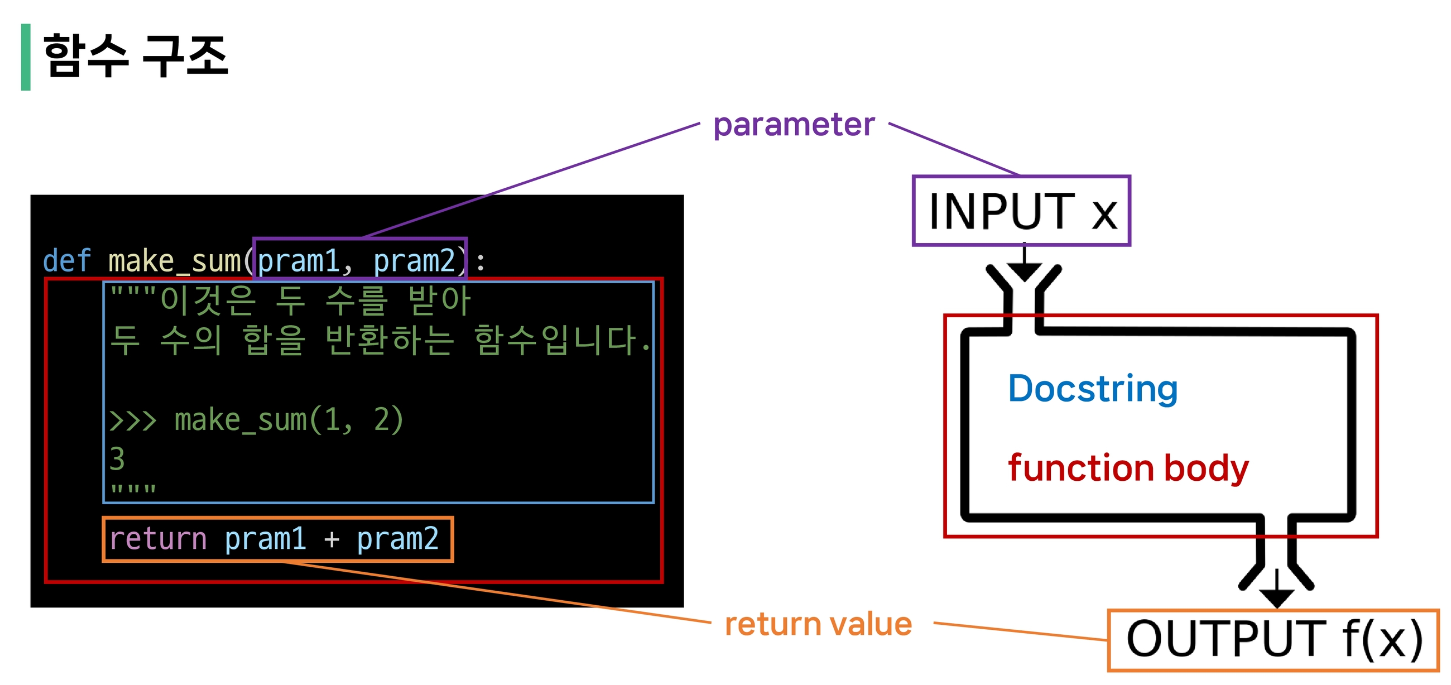 함수 구조
parameter
def make_sum(pram1, pram2):
"""이것은 두 수를 받아
두 수의 합을 반환하는 함수입니다.
>>> make_sum(1, 2)
3
"""
return pram1 + pram2
INPUT x
Docstring
function body
return value
OUTPUT f(x)